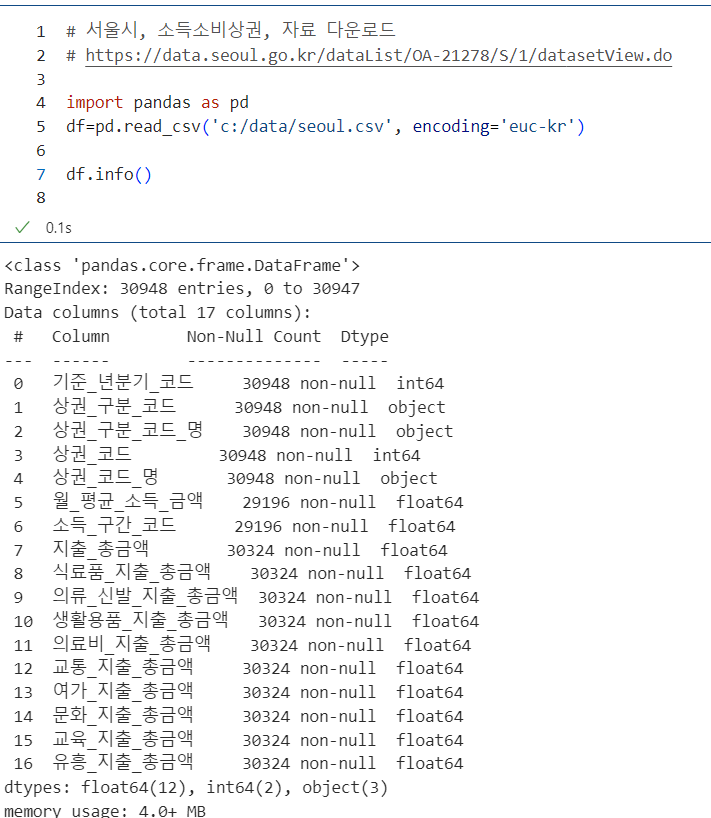 1 # 서울시, 소득소비상권, 자료 다운로드
2 # https://data.seoul.go.kr/dataList/OA-21278/S/1/datasetView.do
3
4 import pandas as pd
5 df=pd.read_csv('c:/data/seoul.csv', encoding='euc-kr')
6
7 df.info()
8
✓ 0.1s
<class 'pandas.core.frame.DataFrame'>
RangeIndex: 30948 entries, 0 to 30947
Data columns (total 17 columns):
 #   Column        Non-Null Count  Dtype
---  ------        --------------  -----
 0   기준_년분기_코드     30948 non-null  int64
 1   상권_구분_코드      30948 non-null  object
 2   상권_구분_코드_명    30948 non-null  object
 3   상권_코드         30948 non-null  int64
 4   상권_코드_명       30948 non-null  object
 5   월_평균_소득_금액    29196 non-null  float64
 6   소득_구간_코드      29196 non-null  float64
 7   지출_총금액        30324 non-null  float64
 8   식료품_지출_총금액    30324 non-null  float64
 9   의류_신발_지출_총금액  30324 non-null  float64
 10  생활용품_지출_총금액   30324 non-null  float64
 11  의료비_지출_총금액    30324 non-null  float64
 12  교통_지출_총금액     30324 non-null  float64
 13  여가_지출_총금액     30324 non-null  float64
 14  문화_지출_총금액     30324 non-null  float64
 15  교육_지출_총금액     30324 non-null  float64
 16  유흥_지출_총금액     30324 non-null  float64
dtypes: float64(12), int64(2), object(3)
memory usage: 4.0+ MB